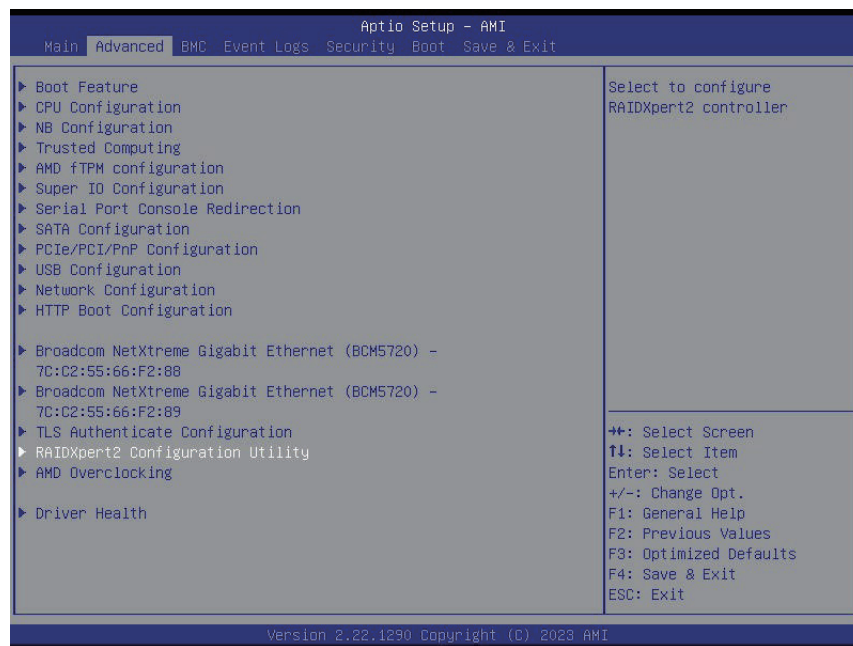 Aptio Setup - AMI
Main Advanced BMC Event Logs Security Boot Save & Exit
▶ Boot Feature
▶ CPU Configuration
▶ NB Configuration
▶ Trusted Computing
▶ AMD fTPM configuration
▶ Super IO Configuration
▶ Serial Port Console Redirection
▶ SATA Configuration
▶ PCIe/PCI/PnP Configuration
▶ USB Configuration
▶ Network Configuration
▶ HTTP Boot Configuration
▶ Broadcom NetXtreme Gigabit Ethernet (BCM5720) -
7C:C2:55:66:F2:88
▶ Broadcom NetXtreme Gigabit Ethernet (BCM5720) -
7C:C2:55:66:F2:89
▶ TLS Authenticate Configuration
▶ RAIDXpert2 Configuration Utility
▶ AMD Overclocking
▶ Driver Health
Select to configure
RAIDXpert2 controller
→←: Select Screen
↑↓: Select Item
Enter: Select
+/-: Change Opt.
F1: General Help
F2: Previous Values
F3: Optimized Defaults
F4: Save & Exit
ESC: Exit
Version 2.22.1290 Copyright (C) 2023 AMI